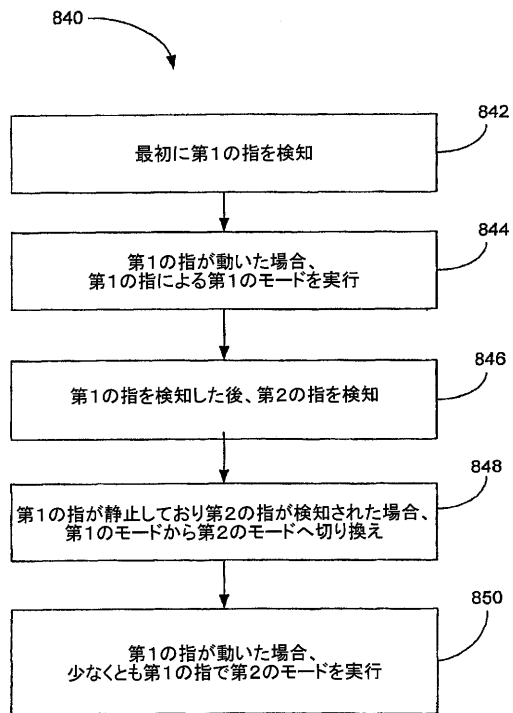 840
842
最初に第1の指を検知
844
第1の指が動いた場合、
第1の指による第1のモードを実行
846
第1の指を検知した後、第2の指を検知
848
第1の指が静止しており第2の指が検知された場合、
第1のモードから第2のモードへ切り換え
850
第1の指が動いた場合、
少なくとも第1の指で第2のモードを実行